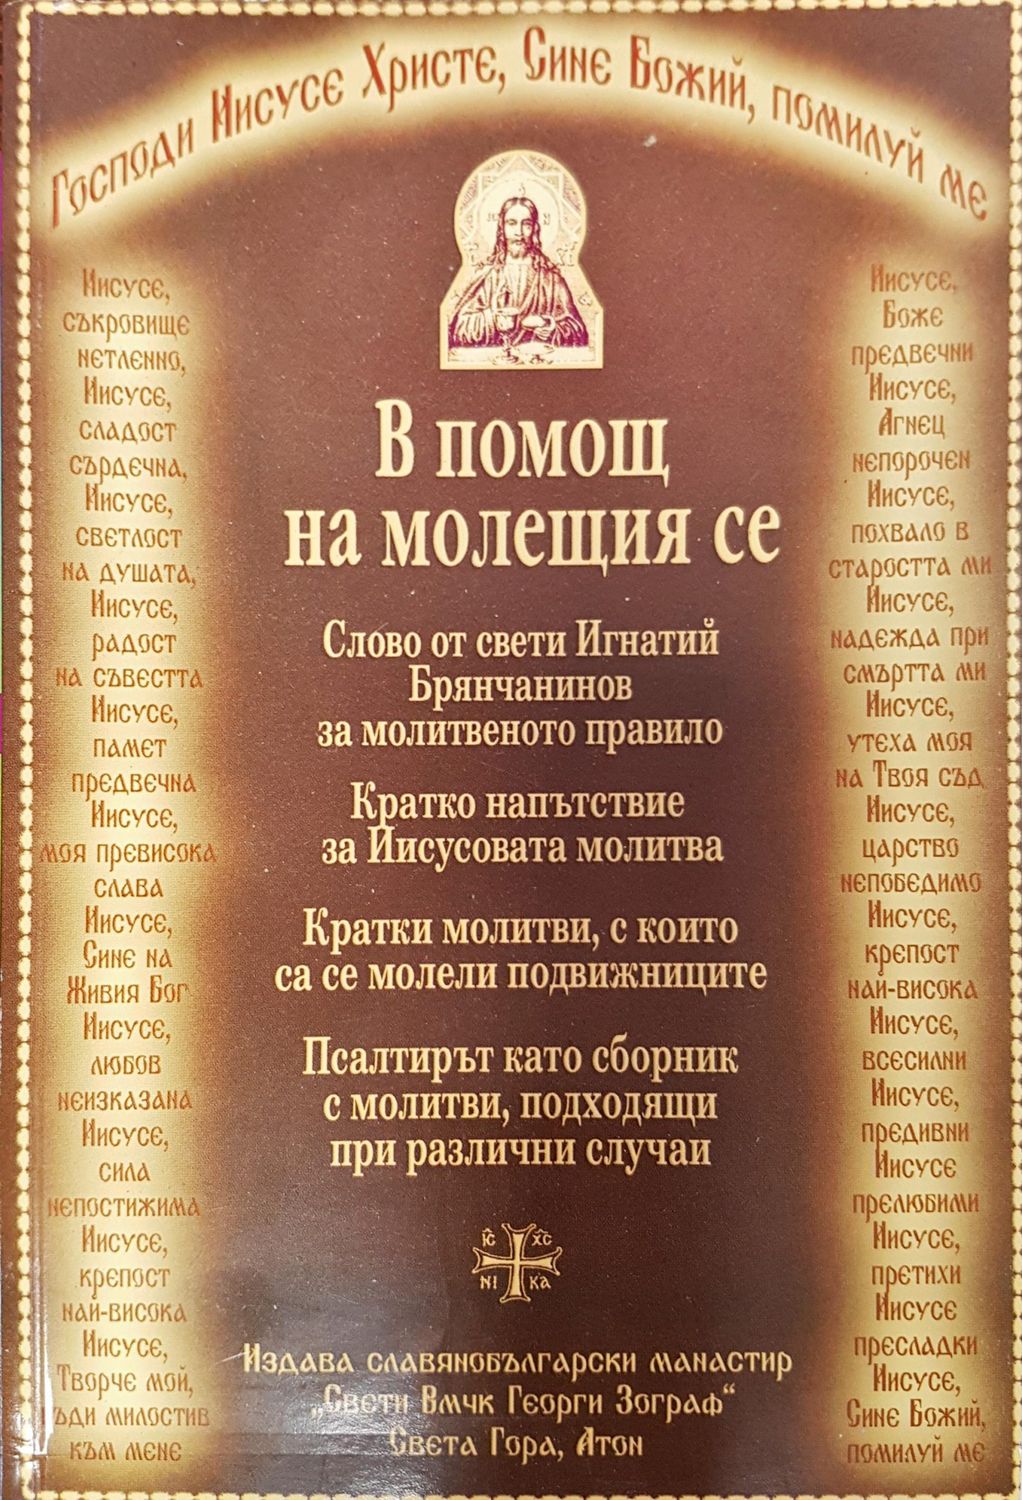 Господи Иисусе Христе, Сине Божий, помилуй ме
Иисусе,
съкровище
нетленно,
Иисусе,
сладост
сърдечна,
Иисусе,
светлост
на душата,
Иисусе,
радост
на съвестта
Иисусе,
памет
предвечна
Иисусе,
моя превисока
слава
Иисусе,
Сине на
Живия Бог
Иисусе,
любов
неизказана
Иисусе,
сила
непостижима
Иисусе,
крепост
най-висока
Иисусе,
Творче мой,
ъди милостив
към мене
В помощ
на молещия се
Слово от свети Игнатий
Брянчанинов
за молитвеното правило
Кратко напътствие
за Иисусовата молитва
Кратки молитви, с които
са се молели подвижниците
Псалтирът като сборник
с молитви, подходящи
при различни случаи
IC XC
NI KA
Издава славянобългарски манастир
„Свети Вмчк Георги Зограф“
Света Гора, Атон
Иисусе,
Боже
предвечни
Иисусе,
Агнец
непорочен
Иисусе,
похвало в
старостта ми
Иисусе,
надежда при
смъртта ми
Иисусе,
утеха моя
на Твоя съд
Иисусе,
царство
непобедимо
Иисусе,
крепост
най-висока
Иисусе,
всесилни
Иисусе,
предивни
Иисусе
прелюбими
Иисусе,
претихи
Иисусе
пресладки
Иисусе,
Сине Божий,
помилуй ме